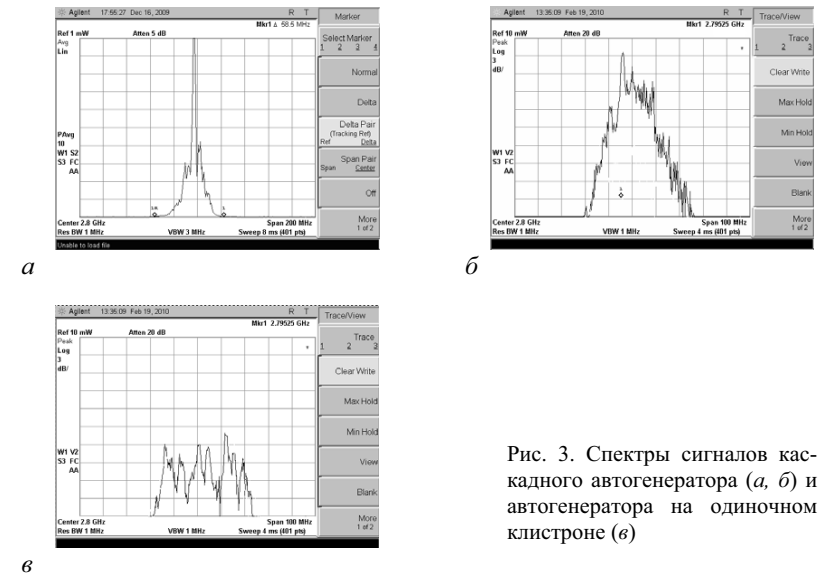 Agilent 17:55:27 Dec 16, 2009 R T
Marker
Mkr1 Δ 58.5 MHz
Ref 1 mW Atten 5 dB
Avg
Lin
Select Marker
1 2 3 4
Normal
Delta
Delta Pair
(Tracking Ref)
Ref Delta
Span Pair
Span Center
Off
More
1 of 2
PAvg
10
W1 S2
S3 FC
AA
1R 1
Center 2.8 GHz Span 200 MHz
Res BW 1 MHz VBW 3 MHz Sweep 8 ms (401 pts)
Unable to load file
а
Agilent 13:35:09 Feb 19, 2010 R T
Trace/View
Mkr1 2.79525 GHz
Ref 10 mW Atten 20 dB
Peak
Log
3
dB/
Trace
1 2 3
Clear Write
Max Hold
Min Hold
View
Blank
More
1 of 2
W1 V2
S3 FC
AA
1
Center 2.8 GHz Span 100 MHz
Res BW 1 MHz VBW 1 MHz Sweep 4 ms (401 pts)
б
Agilent 13:35:09 Feb 19, 2010 R T
Trace/View
Mkr1 2.79525 GHz
Ref 10 mW Atten 20 dB
Peak
Log
3
dB/
Trace
1 2 3
Clear Write
Max Hold
Min Hold
View
Blank
More
1 of 2
W1 V2
S3 FC
AA
Center 2.8 GHz Span 100 MHz
Res BW 1 MHz VBW 1 MHz Sweep 4 ms (401 pts)
в
Рис. 3. Спектры сигналов кас-
кадного автогенератора (а, б) и
автогенератора на одиночном
клистроне (в)